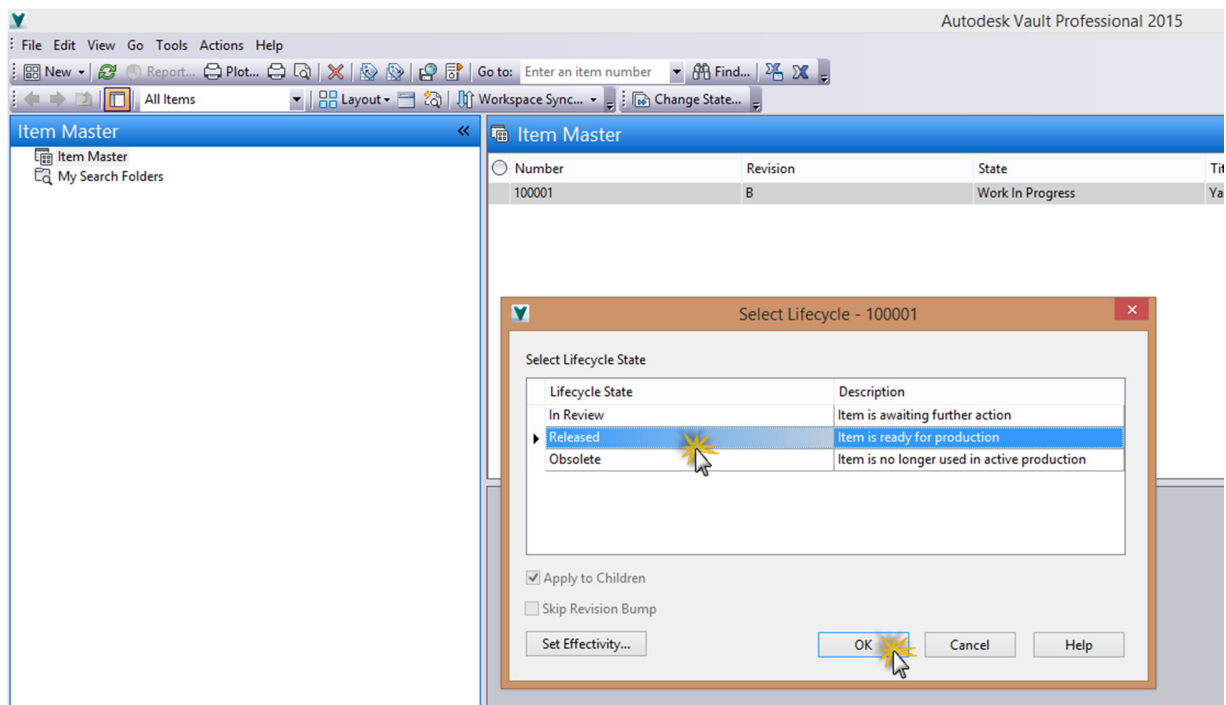 Autodesk Vault Professional 2015
File Edit View Go Tools Actions Help
New Report... Plot... Go to: Enter an item number Find...
All Items Layout Workspace Sync... Change State...
Item Master «
Item Master
My Search Folders
Item Master
Number Revision State Tit
100001 B Work In Progress Ya
Select Lifecycle - 100001
Select Lifecycle State
Lifecycle State Description
In Review Item is awaiting further action
Released Item is ready for production
Obsolete Item is no longer used in active production
Apply to Children
Skip Revision Bump
Set Effectivity... OK Cancel Help